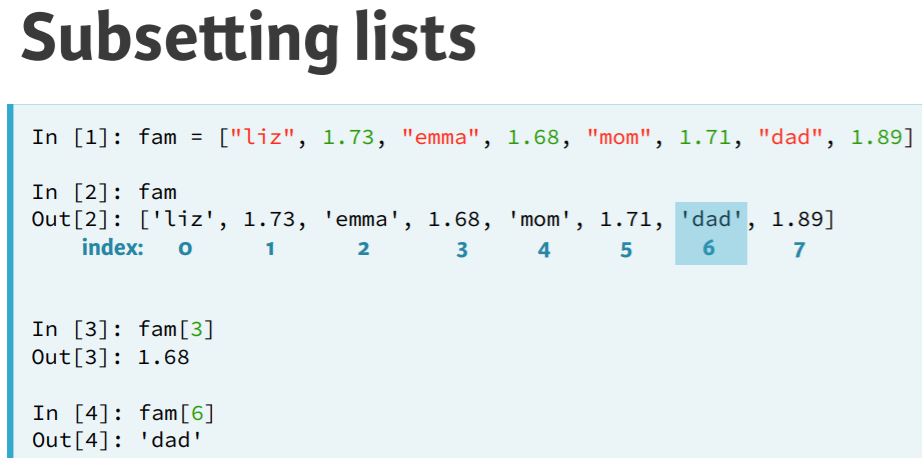 Subsetting lists
In [1]: fam = ["liz", 1.73, "emma", 1.68, "mom", 1.71, "dad", 1.89]
In [2]: fam
Out[2]: ['liz', 1.73, 'emma', 1.68, 'mom', 1.71, 'dad', 1.89]
index: 0 1 2 3 4 5 6 7
In [3]: fam[3]
Out[3]: 1.68
In [4]: fam[6]
Out[4]: 'dad'